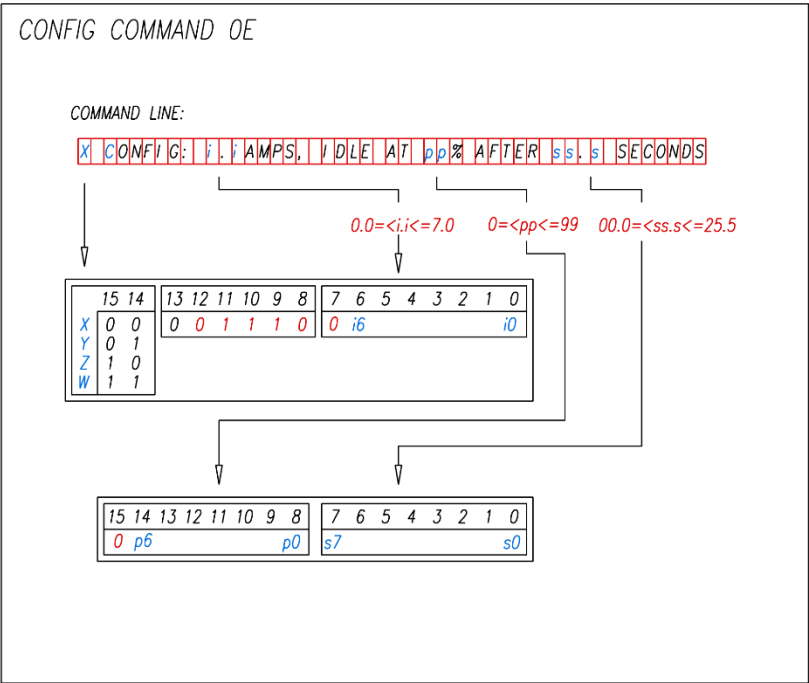 CONFIG COMMAND 0E
COMMAND LINE:
X CONFIG: i.i AMPS, IDLE AT pp% AFTER ss.s SECONDS
0.0=<i.i<=7.0 0=<pp<=99 00.0=<ss.s<=25.5
15 14 13 12 11 10 9 8 7 6 5 4 3 2 1 0
X 0 0 0 0 1 1 1 0 0 i6 i0
Y 0 1
Z 1 0
W 1 1
15 14 13 12 11 10 9 8 7 6 5 4 3 2 1 0
0 p6 p0 s7 s0